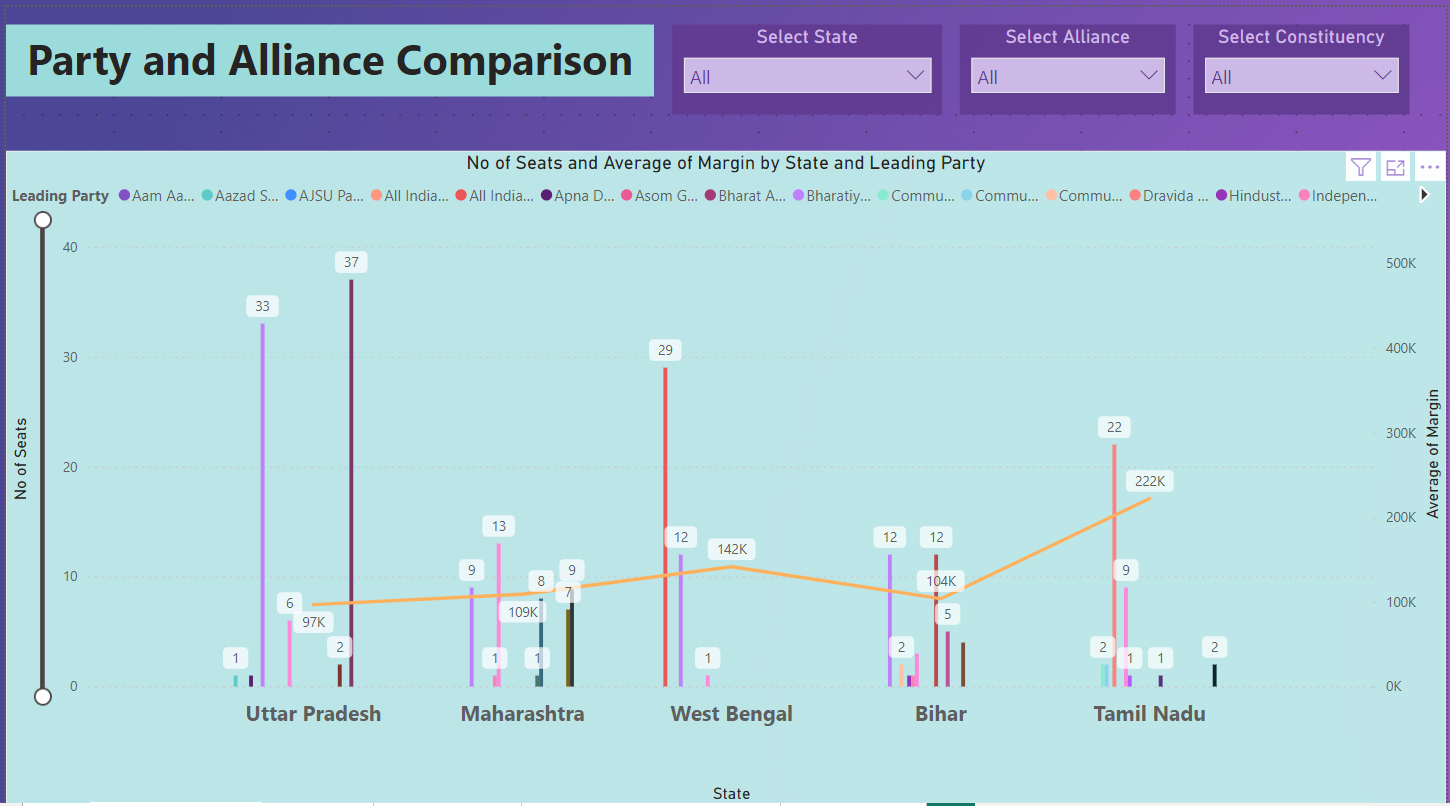 Party and Alliance Comparison
Select State
All
Select Alliance
All
Select Constituency
All
No of Seats and Average of Margin by State and Leading Party
Leading Party Aam Aa... Aazad S... AJSU Pa... All India... All India... Apna D... Asom G... Bharat A... Bharatiy... Commu... Commu... Commu... Dravida ... Hindust... Indepen...
No of Seats
40
30
20
10
0
500K
400K
300K
200K
100K
0K
Average of Margin
1
33
6
97K
2
37
9
13
1
109K
1
8
7
9
29
12
1
142K
12
2
12
104K
5
2
22
9
1
222K
1
2
Uttar Pradesh
Maharashtra
West Bengal
Bihar
Tamil Nadu
State